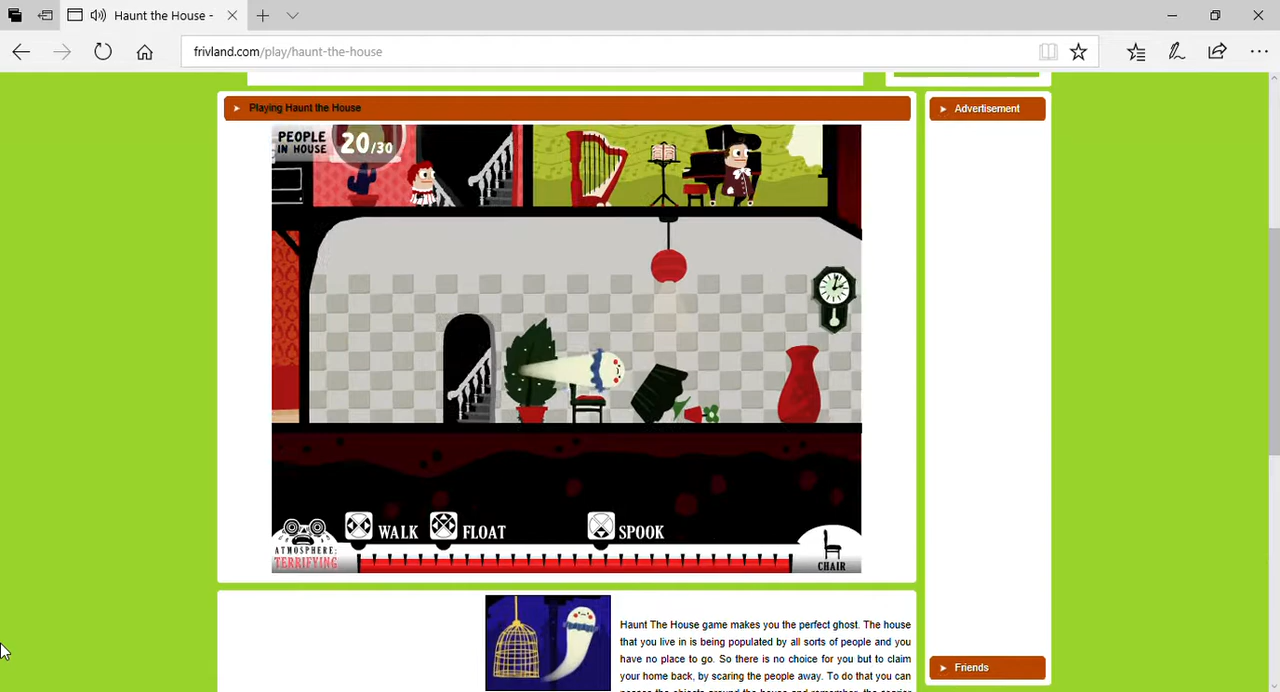 Haunt the House -
frivland.com/play/haunt-the-house
Playing Haunt the House
Advertisement
PEOPLE
IN HOUSE
20/30
WALK
FLOAT
SPOOK
ATMOSPHERE;
TERRIFYING
CHAIR
Haunt The House game makes you the perfect ghost. The house
that you live in is being populated by all sorts of people and you
have no place to go. So there is no choice for you but to claim
your home back, by scaring the people away. To do that you can
Friends